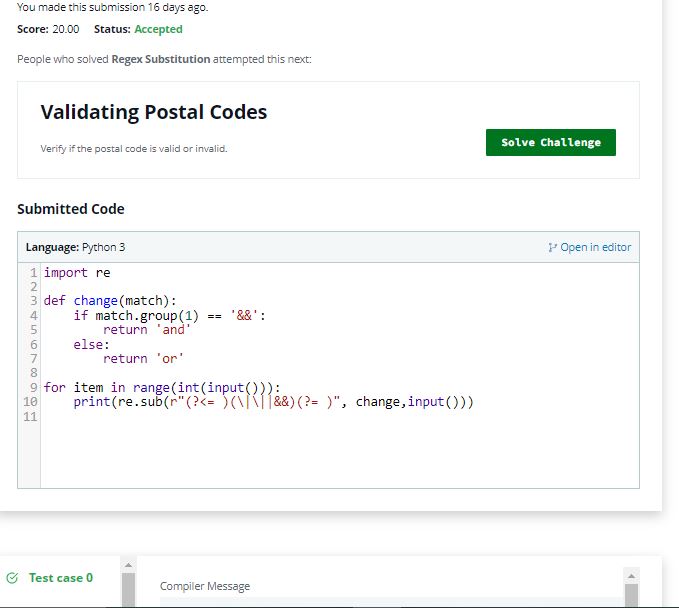 You made this submission 16 days ago.
Score: 20.00 Status: Accepted
People who solved Regex Substitution attempted this next:
Validating Postal Codes
Verify if the postal code is valid or invalid.
Solve Challenge
Submitted Code
Language: Python 3
Open in editor
1 import re
2
3 def change(match):
4     if match.group(1) == '&&':
5         return 'and'
6     else:
7         return 'or'
8
9 for item in range(int(input())):
10     print(re.sub(r"(?<= )(\|\||&&)(?= )", change,input()))
11
Test case 0
Compiler Message